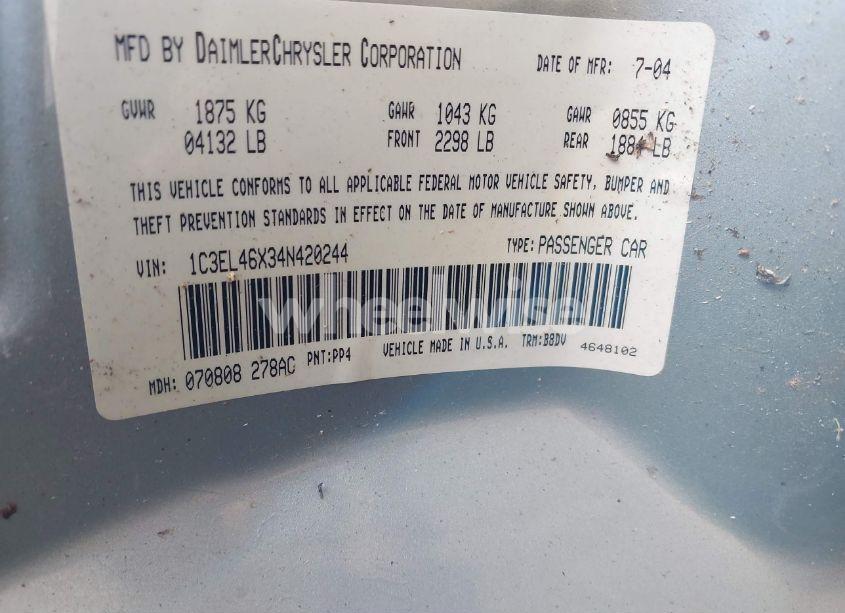 MFD BY DAIMLERCHRYSLER CORPORATION DATE OF MFR: 7-04
GVWR 1875 KG GAWR 1043 KG GAWR 0855 KG
04132 LB FRONT 2298 LB REAR LB
THIS VEHICLE CONFORMS TO ALL APPLICABLE FEDERAL MOTOR VEHICLE SAFETY, BUMPER AND
THEFT PREVENTION STANDARDS IN EFFECT ON THE DATE OF MANUFACTURE SHOWN ABOVE.
VIN: 1C3EL46X34N420244 TYPE: PASSENGER CAR
wheelwise
MDH: 070808 278AC PNT:PP4 VEHICLE MADE IN U.S.A. TRM:B8DV 4648102